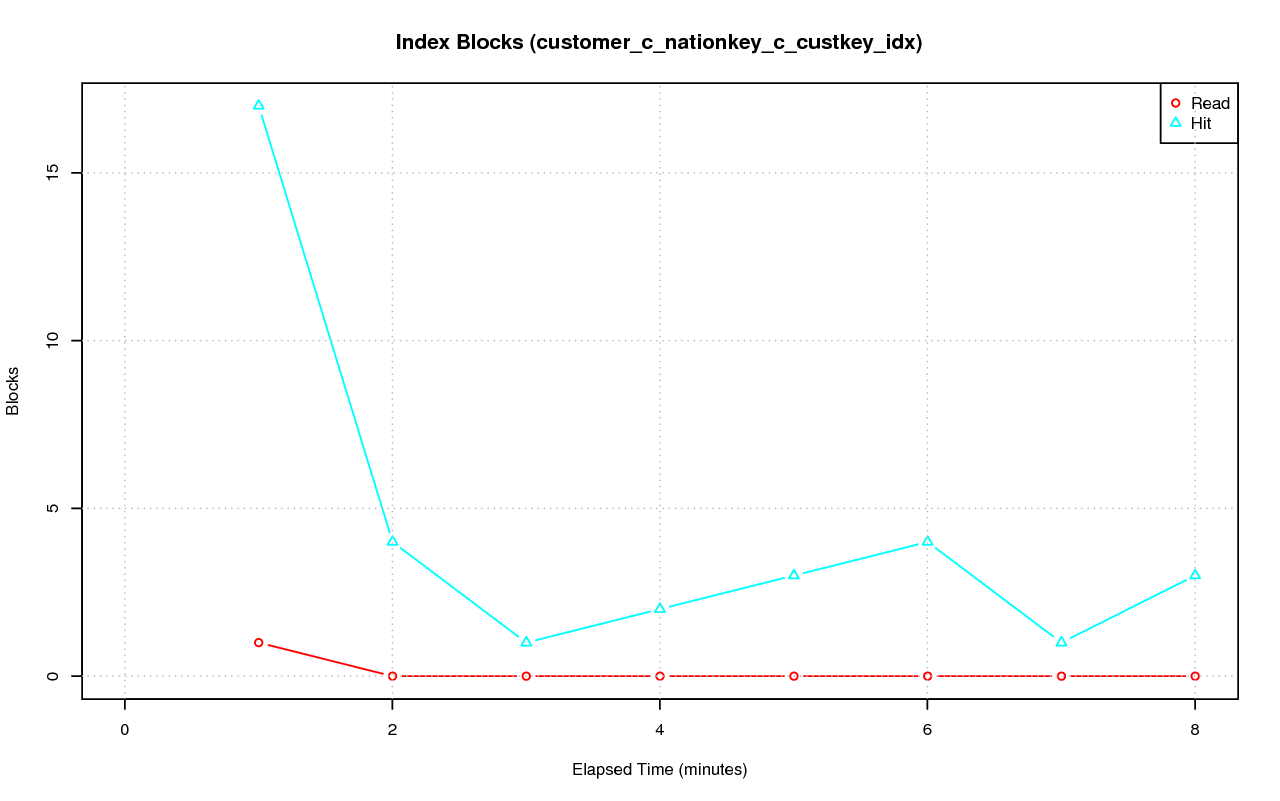 Index Blocks (customer_c_nationkey_c_custkey_idx)
Read
Hit
15
10
5
0
Blocks
0 2 4 6 8
Elapsed Time (minutes)